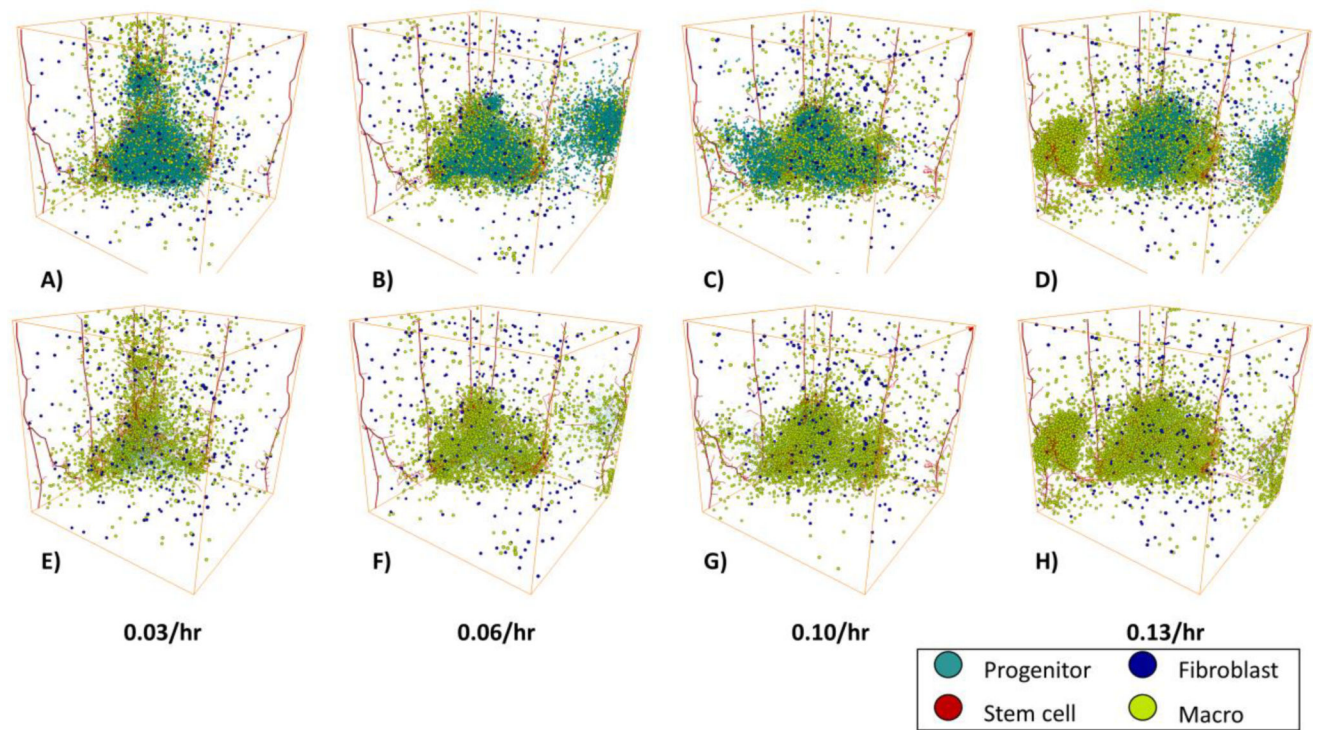 A) B) C) D)
E) F) G) H)
0.03/hr 0.06/hr 0.10/hr 0.13/hr
Progenitor Fibroblast
Stem cell Macro